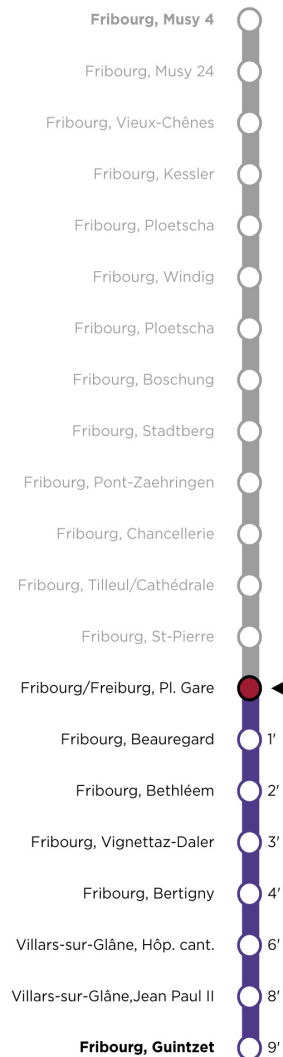 Fribourg, Musy 4
Fribourg, Musy 24
Fribourg, Vieux-Chênes
Fribourg, Kessler
Fribourg, Ploetscha
Fribourg, Windig
Fribourg, Ploetscha
Fribourg, Boschung
Fribourg, Stadtberg
Fribourg, Pont-Zaehringen
Fribourg, Chancellerie
Fribourg, Tilleul/Cathédrale
Fribourg, St-Pierre
Fribourg/Freiburg, Pl. Gare
Fribourg, Beauregard 1'
Fribourg, Bethléem 2'
Fribourg, Vignettaz-Daler 3'
Fribourg, Bertigny 4'
Villars-sur-Glâne, Hôp. cant. 6'
Villars-sur-Glâne,Jean Paul II 8'
Fribourg, Guintzet 9'